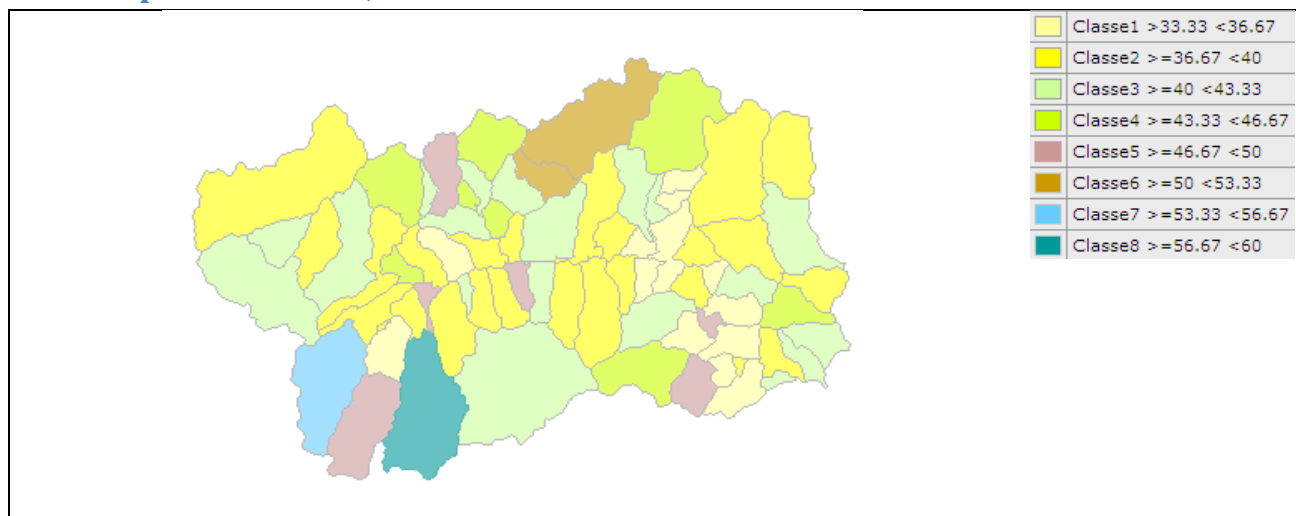 Classe1 >33.33 <36.67
Classe2 >=36.67 <40
Classe3 >=40 <43.33
Classe4 >=43.33 <46.67
Classe5 >=46.67 <50
Classe6 >=50 <53.33
Classe7 >=53.33 <56.67
Classe8 >=56.67 <60